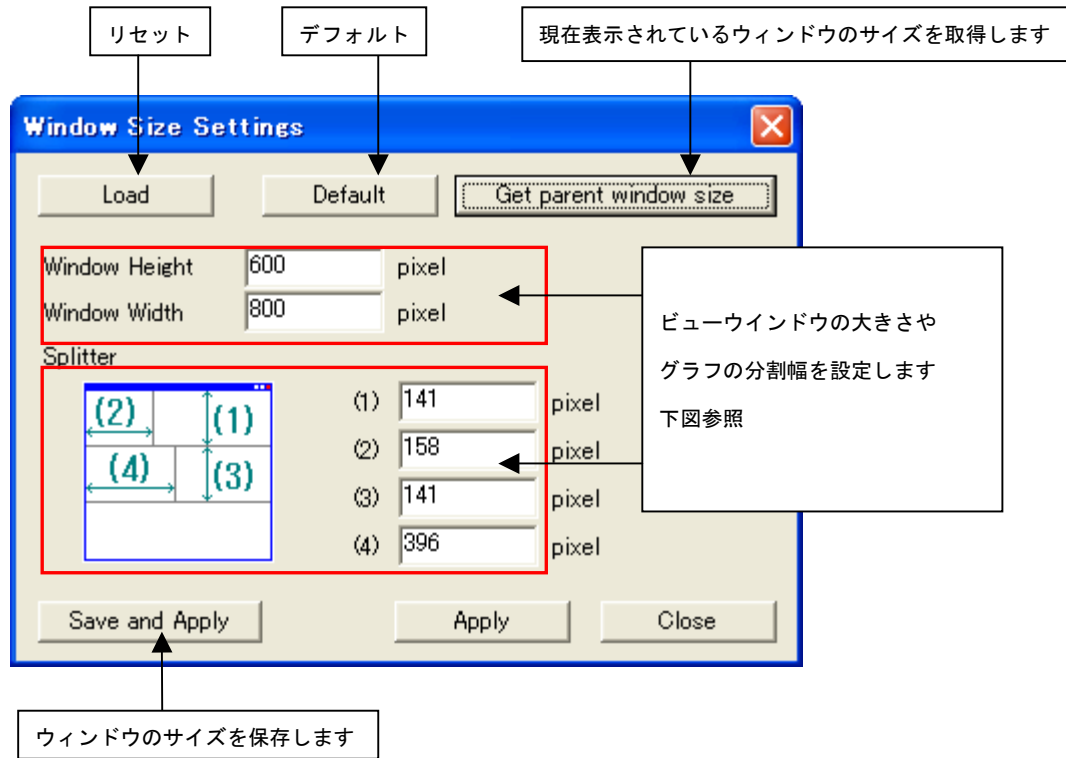 リセット
デフォルト
現在表示されているウィンドウのサイズを取得します
Window Size Settings
Load
Default
Get parent window size
Window Height 600 pixel
Window Width 800 pixel
ビューウインドウの大きさや
グラフの分割幅を設定します
下図参照
Splitter
(2) (1)
(4) (3)
(1) 141 pixel
(2) 158 pixel
(3) 141 pixel
(4) 396 pixel
Save and Apply
Apply
Close
ウィンドウのサイズを保存します